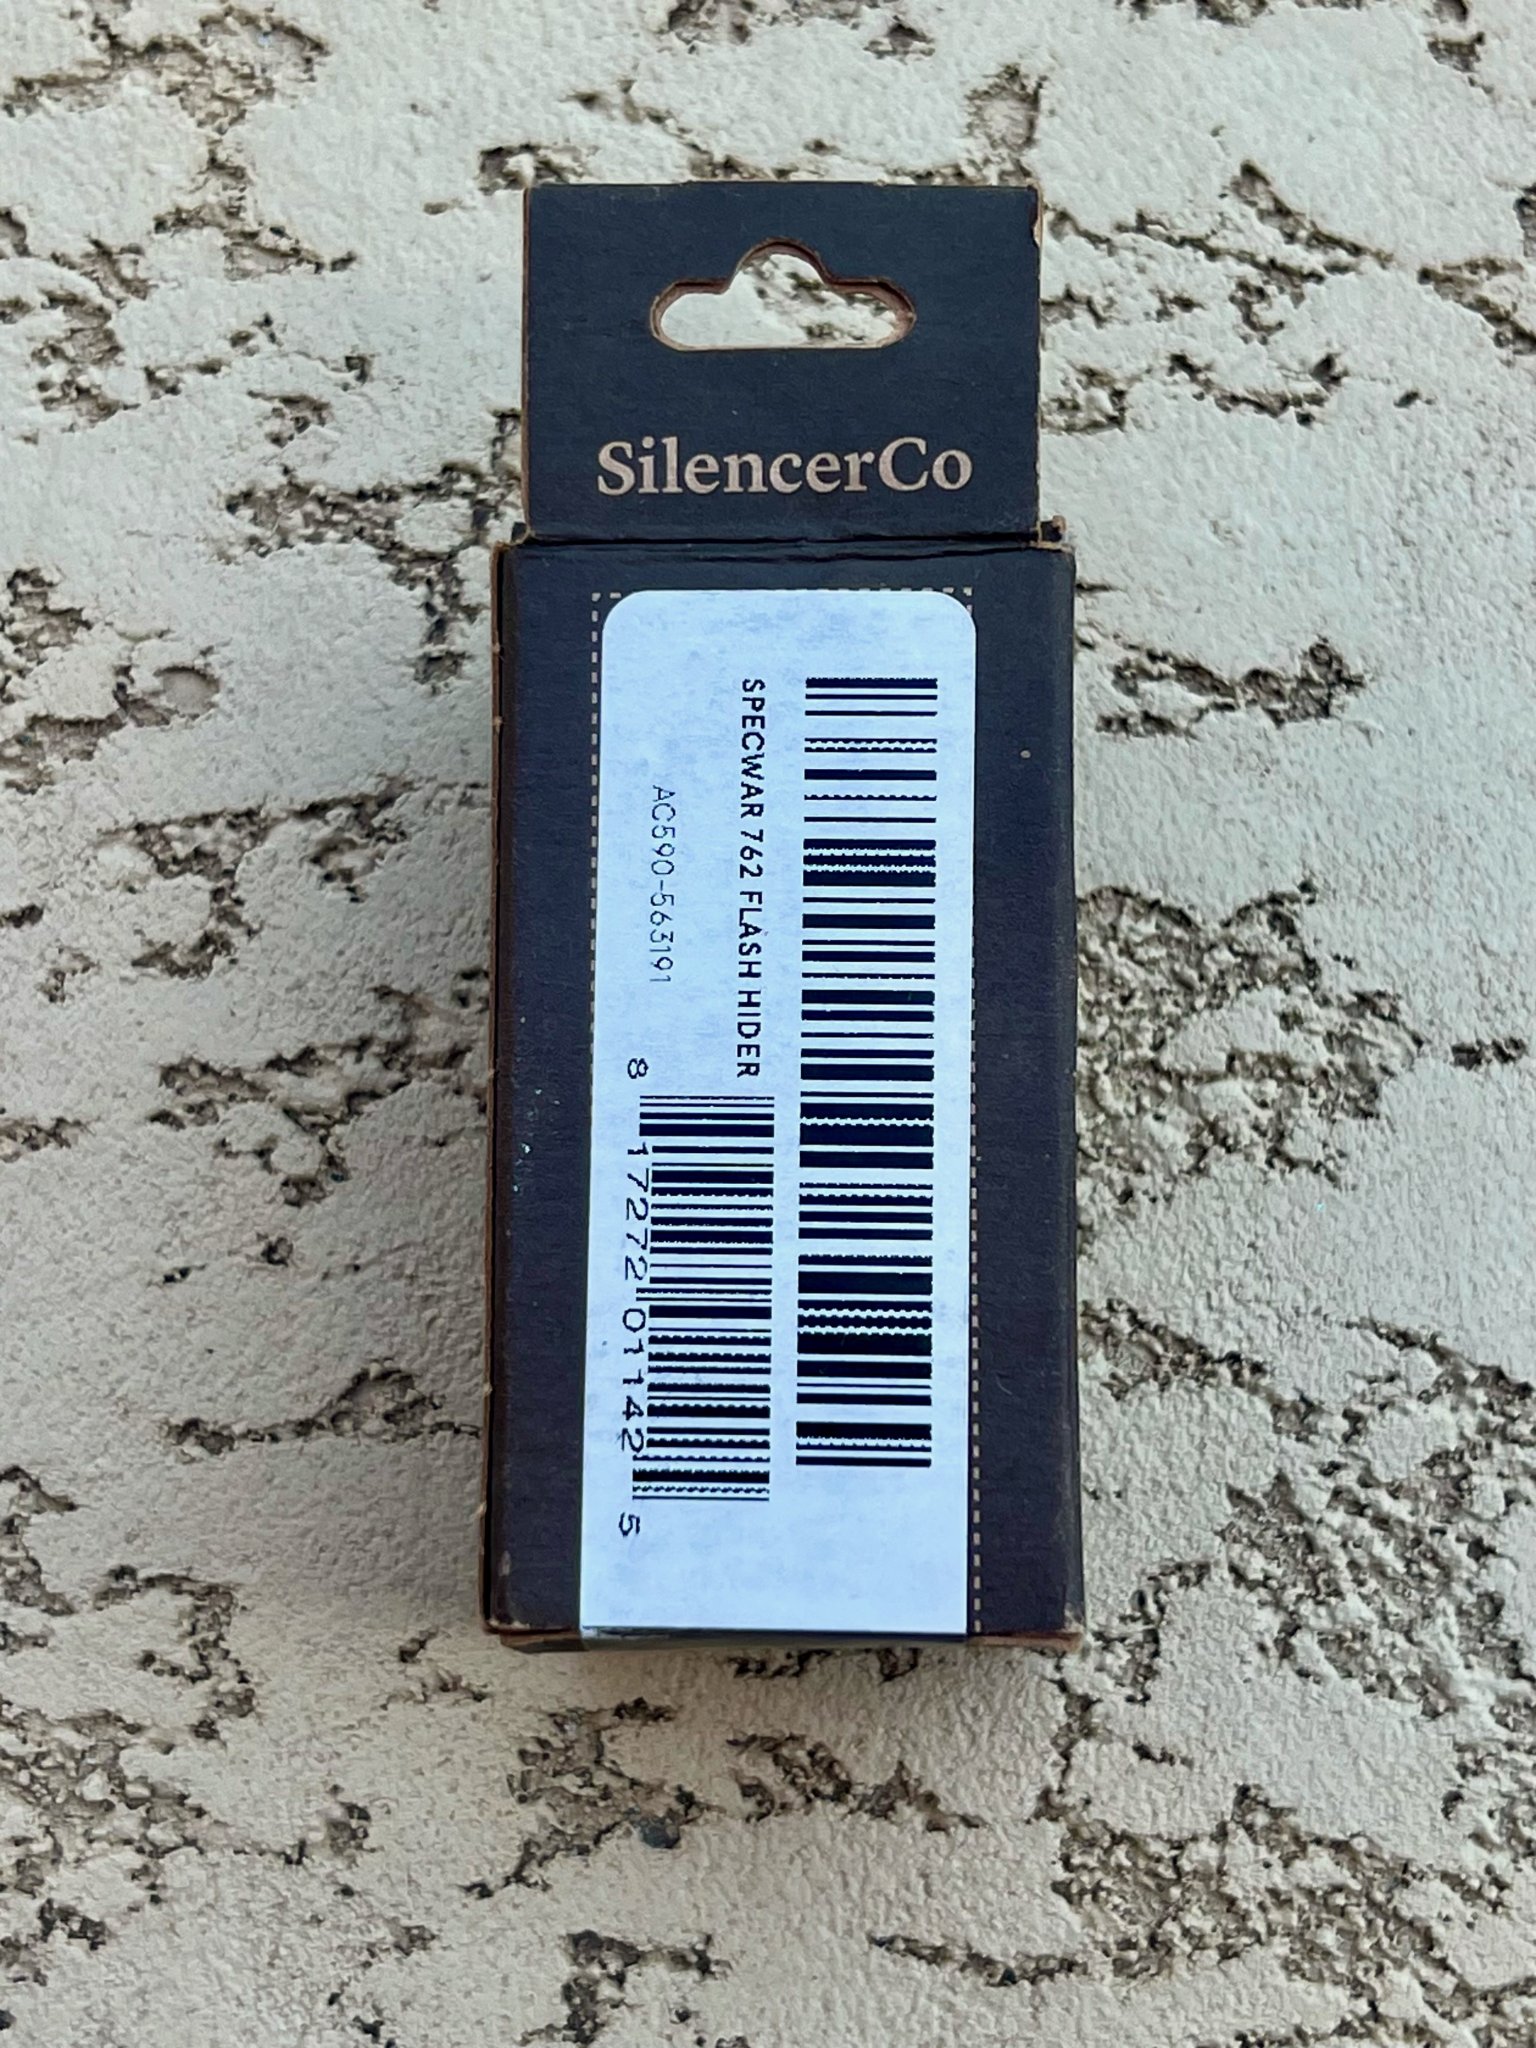 SilencerCo
SPECWAR 762 FLASH HIDER
AC590-563191
8 17272 01142 5